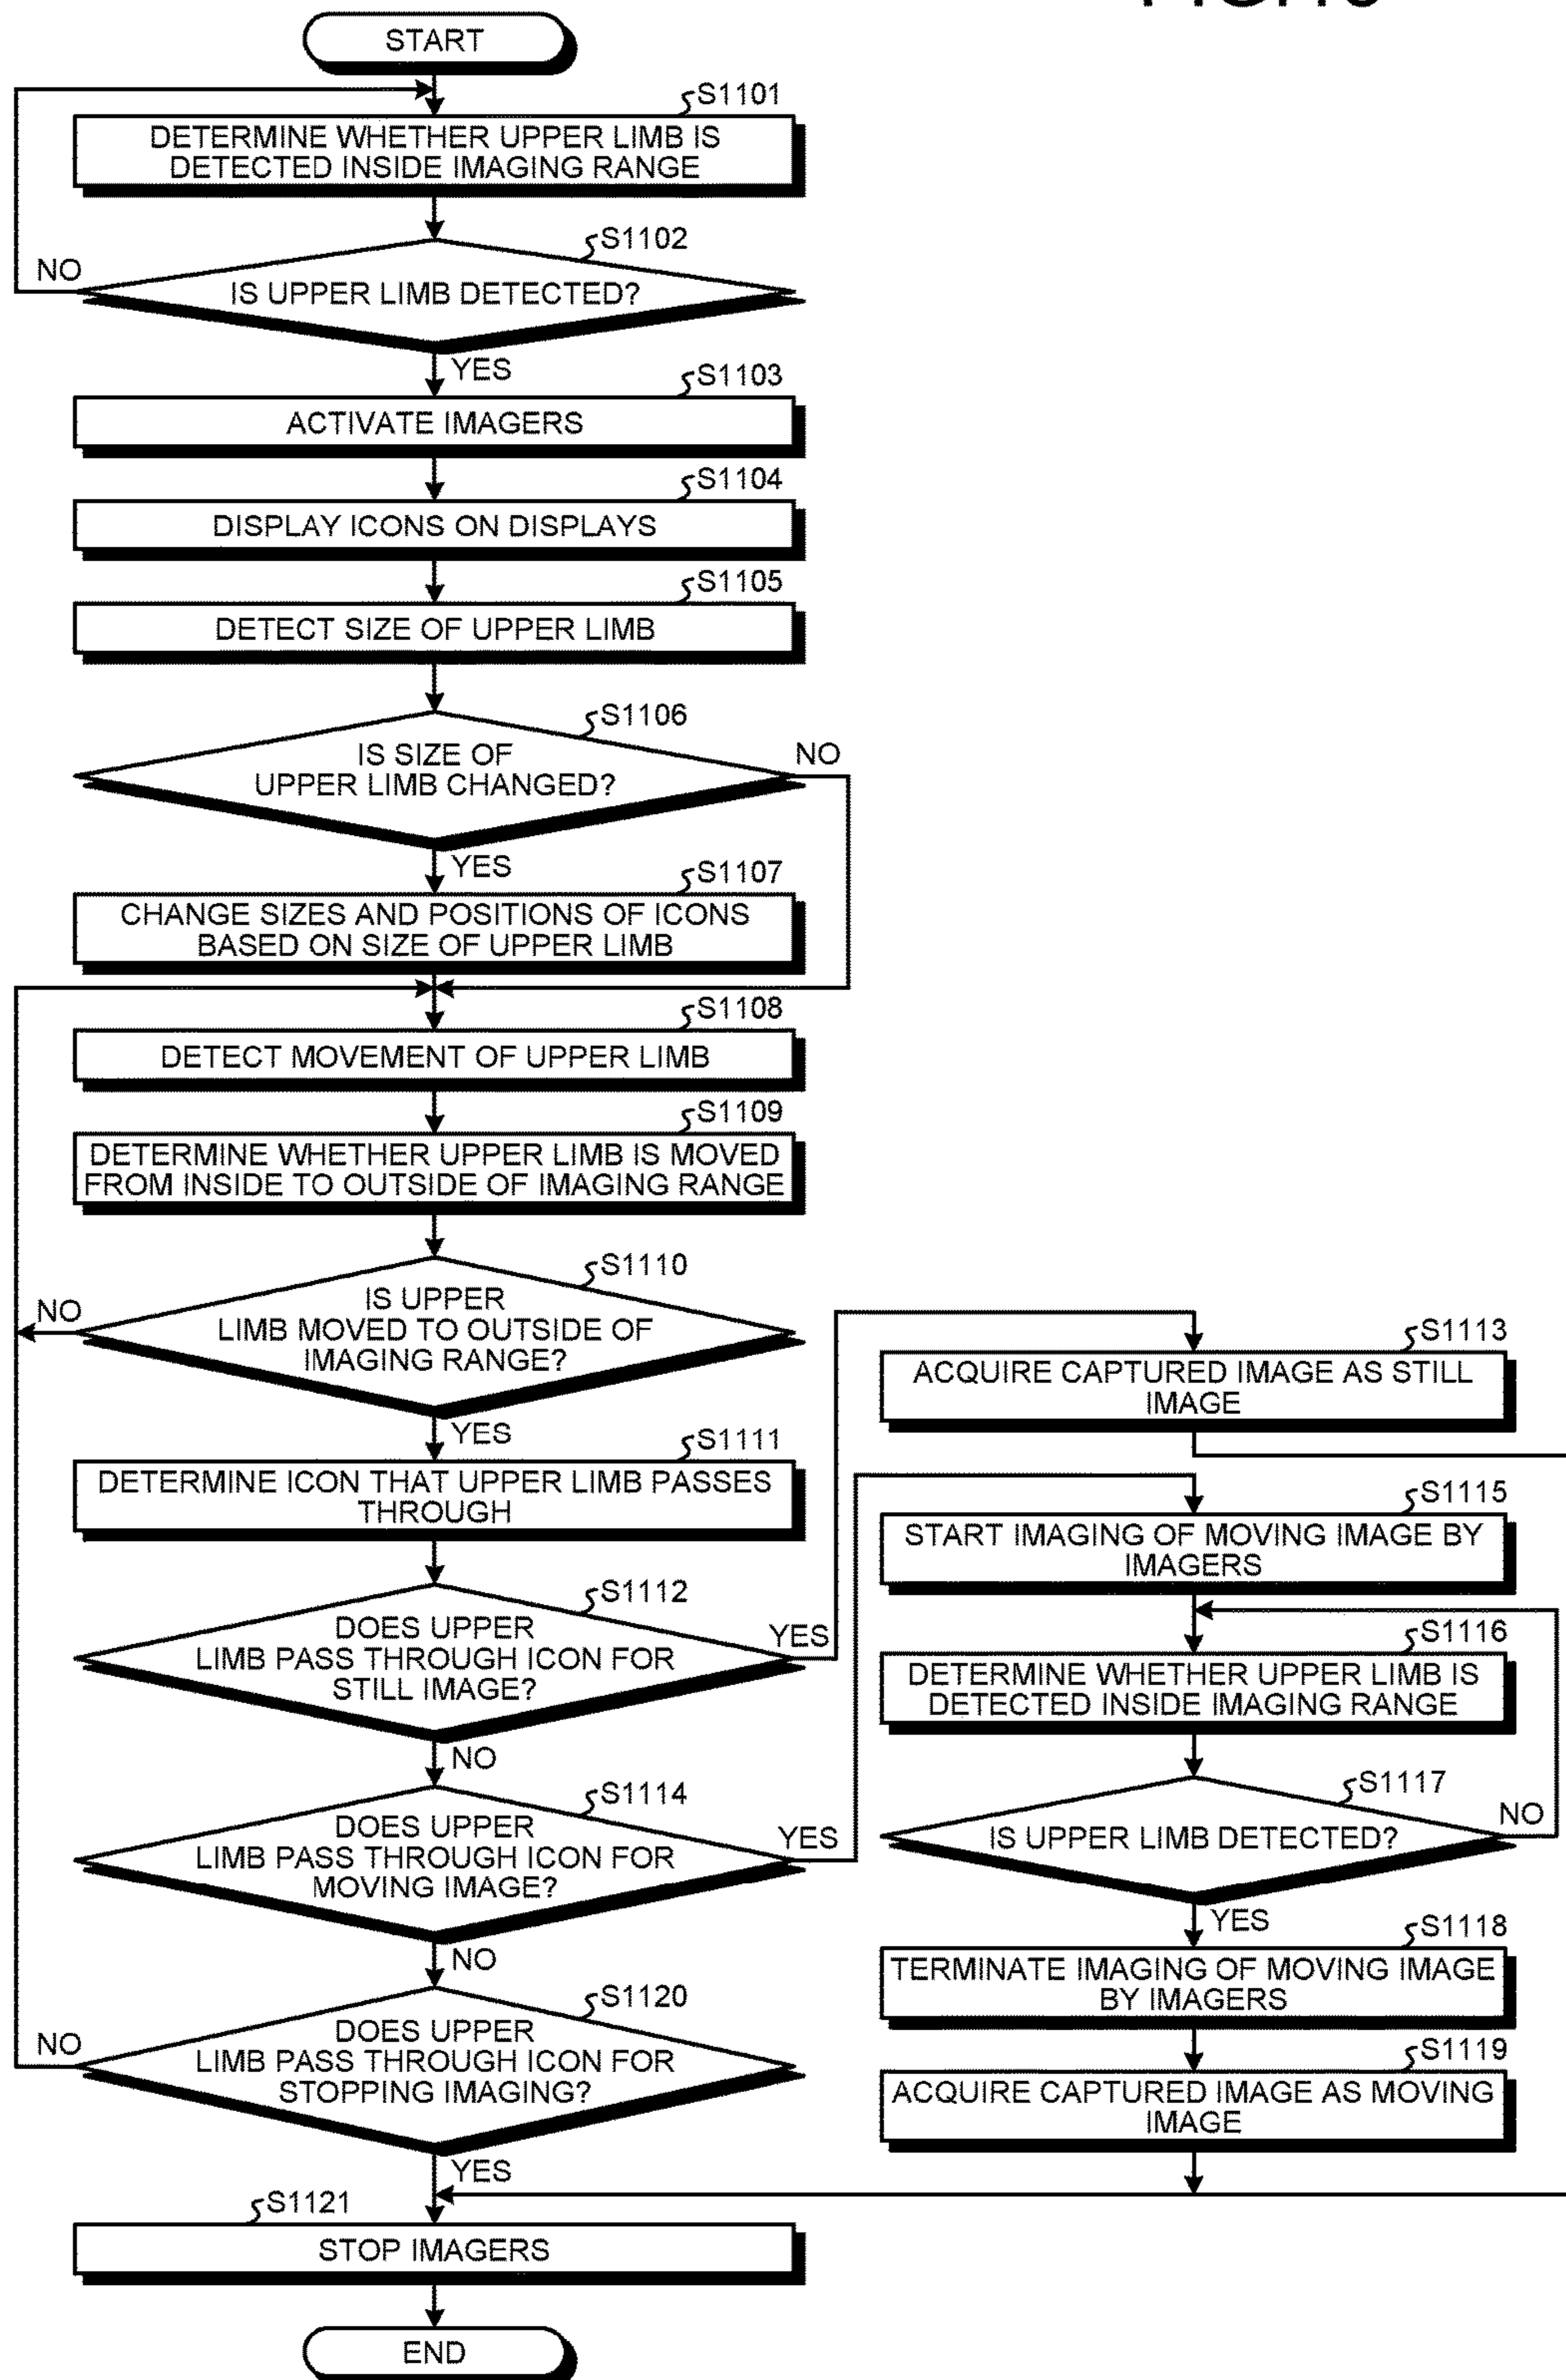 START
S1101
DETERMINE WHETHER UPPER LIMB IS
DETECTED INSIDE IMAGING RANGE
S1102
NO
IS UPPER LIMB DETECTED?
YES
S1103
ACTIVATE IMAGERS
S1104
DISPLAY ICONS ON DISPLAYS
S1105
DETECT SIZE OF UPPER LIMB
S1106
IS SIZE OF
UPPER LIMB CHANGED?
NO
YES
S1107
CHANGE SIZES AND POSITIONS OF ICONS
BASED ON SIZE OF UPPER LIMB
S1108
DETECT MOVEMENT OF UPPER LIMB
S1109
DETERMINE WHETHER UPPER LIMB IS MOVED
FROM INSIDE TO OUTSIDE OF IMAGING RANGE
S1110
NO
IS UPPER
LIMB MOVED TO OUTSIDE OF
IMAGING RANGE?
YES
S1111
DETERMINE ICON THAT UPPER LIMB PASSES
THROUGH
S1112
DOES UPPER
LIMB PASS THROUGH ICON FOR
STILL IMAGE?
YES
NO
S1113
ACQUIRE CAPTURED IMAGE AS STILL
IMAGE
S1114
DOES UPPER
LIMB PASS THROUGH ICON FOR
MOVING IMAGE?
YES
NO
S1115
START IMAGING OF MOVING IMAGE BY
IMAGERS
S1116
DETERMINE WHETHER UPPER LIMB IS
DETECTED INSIDE IMAGING RANGE
S1117
IS UPPER LIMB DETECTED?
NO
YES
S1118
TERMINATE IMAGING OF MOVING IMAGE
BY IMAGERS
S1119
ACQUIRE CAPTURED IMAGE AS MOVING
IMAGE
S1120
NO
DOES UPPER
LIMB PASS THROUGH ICON FOR
STOPPING IMAGING?
YES
S1121
STOP IMAGERS
END